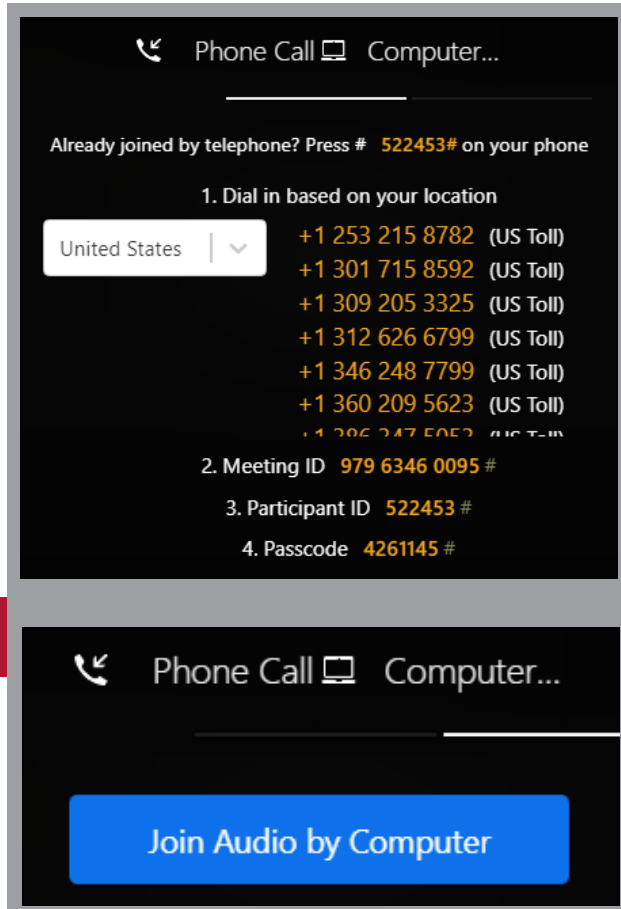 Phone Call Computer...
Already joined by telephone? Press # 522453# on your phone
1. Dial in based on your location
United States
+1 253 215 8782 (US Toll)
+1 301 715 8592 (US Toll)
+1 309 205 3325 (US Toll)
+1 312 626 6799 (US Toll)
+1 346 248 7799 (US Toll)
+1 360 209 5623 (US Toll)
2. Meeting ID 979 6346 0095 #
3. Participant ID 522453 #
4. Passcode 4261145 #
Phone Call Computer...
Join Audio by Computer